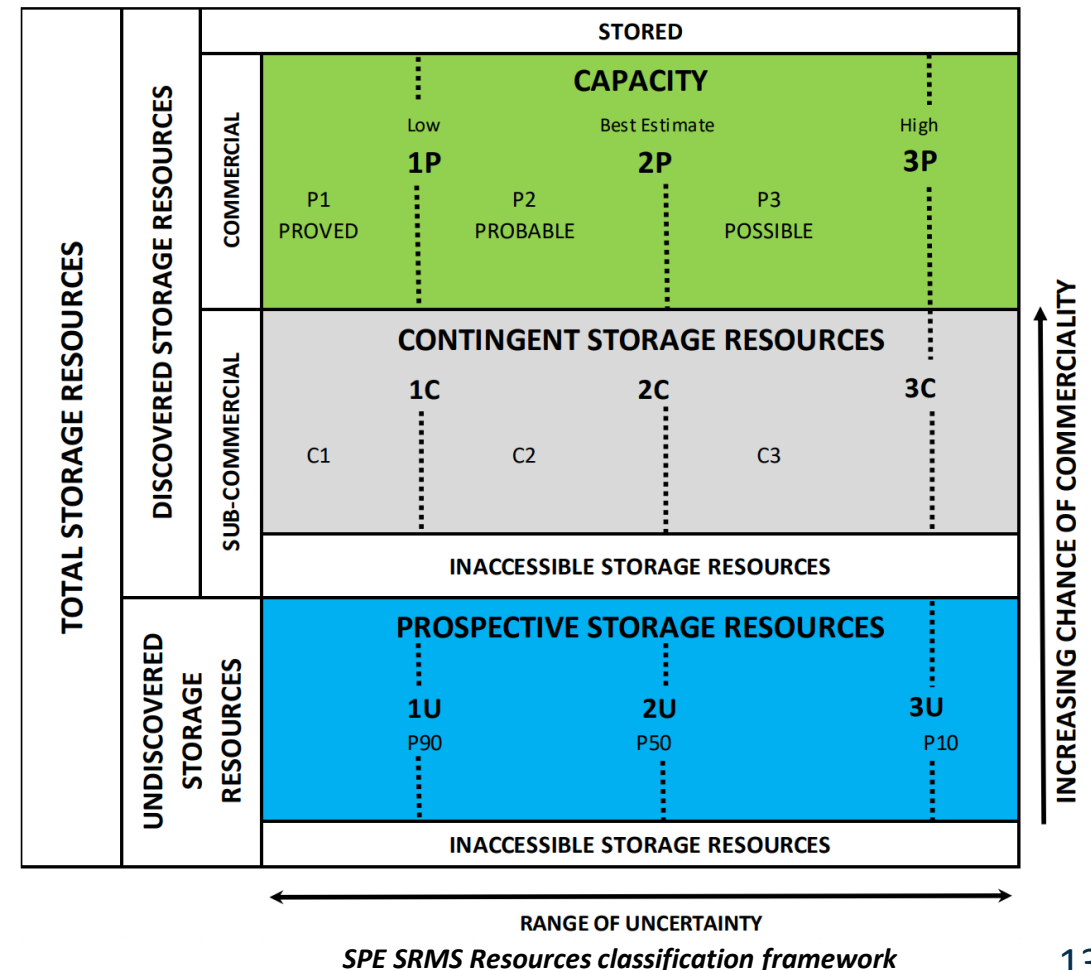 TOTAL STORAGE RESOURCES
DISCOVERED STORAGE RESOURCES
COMMERCIAL
SUB-COMMERCIAL
UNDISCOVERED
STORAGE
RESOURCES
STORED
CAPACITY
Low Best Estimate High
1P 2P 3P
P1 P2 P3
PROVED PROBABLE POSSIBLE
CONTINGENT STORAGE RESOURCES
1C 2C 3C
C1 C2 C3
INACCESSIBLE STORAGE RESOURCES
PROSPECTIVE STORAGE RESOURCES
1U 2U 3U
P90 P50 P10
INACCESSIBLE STORAGE RESOURCES
INCREASING CHANCE OF COMMERCIALITY
RANGE OF UNCERTAINTY
SPE SRMS Resources classification framework
13